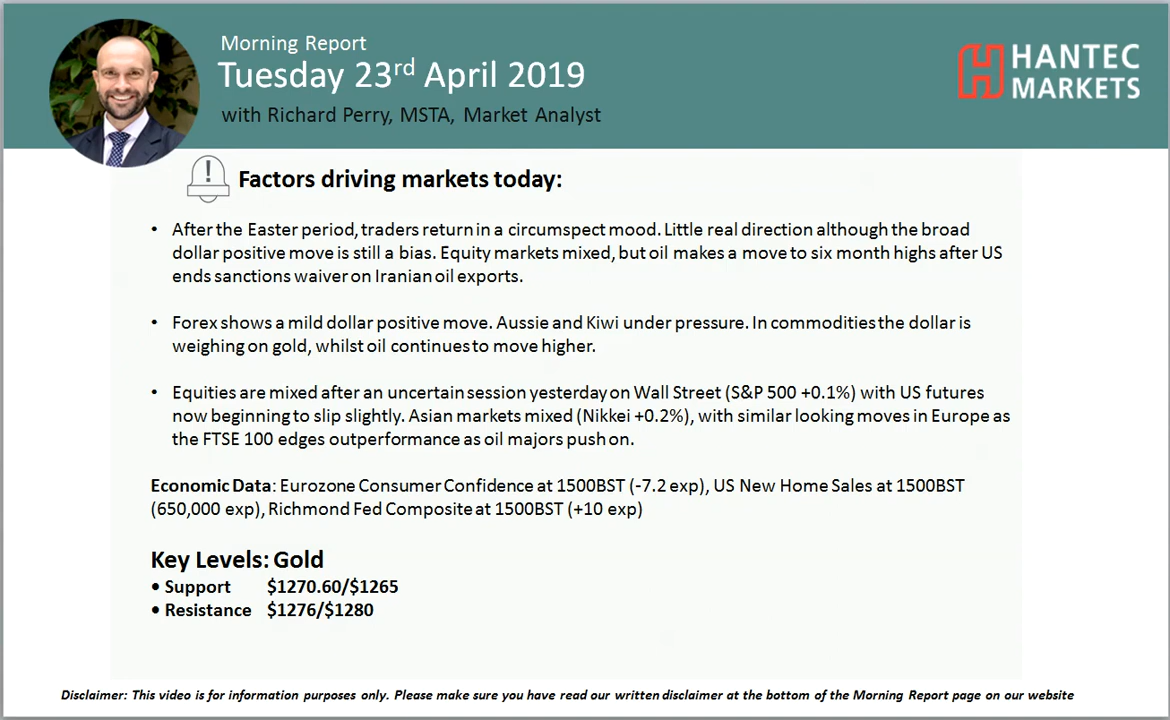 Morning Report
Tuesday 23rd April 2019
with Richard Perry, MSTA, Market Analyst
HANTEC
MARKETS
Factors driving markets today:
• After the Easter period, traders return in a circumspect mood. Little real direction although the broad
dollar positive move is still a bias. Equity markets mixed, but oil makes a move to six month highs after US
ends sanctions waiver on Iranian oil exports.
• Forex shows a mild dollar positive move. Aussie and Kiwi under pressure. In commodities the dollar is
weighing on gold, whilst oil continues to move higher.
• Equities are mixed after an uncertain session yesterday on Wall Street (S&P 500 +0.1%) with US futures
now beginning to slip slightly. Asian markets mixed (Nikkei +0.2%), with similar looking moves in Europe as
the FTSE 100 edges outperformance as oil majors push on.
Economic Data: Eurozone Consumer Confidence at 1500BST (-7.2 exp), US New Home Sales at 1500BST
(650,000 exp), Richmond Fed Composite at 1500BST (+10 exp)
Key Levels: Gold
• Support $1270.60/$1265
• Resistance $1276/$1280
Disclaimer: This video is for information purposes only. Please make sure you have read our written disclaimer at the bottom of the Morning Report page on our website